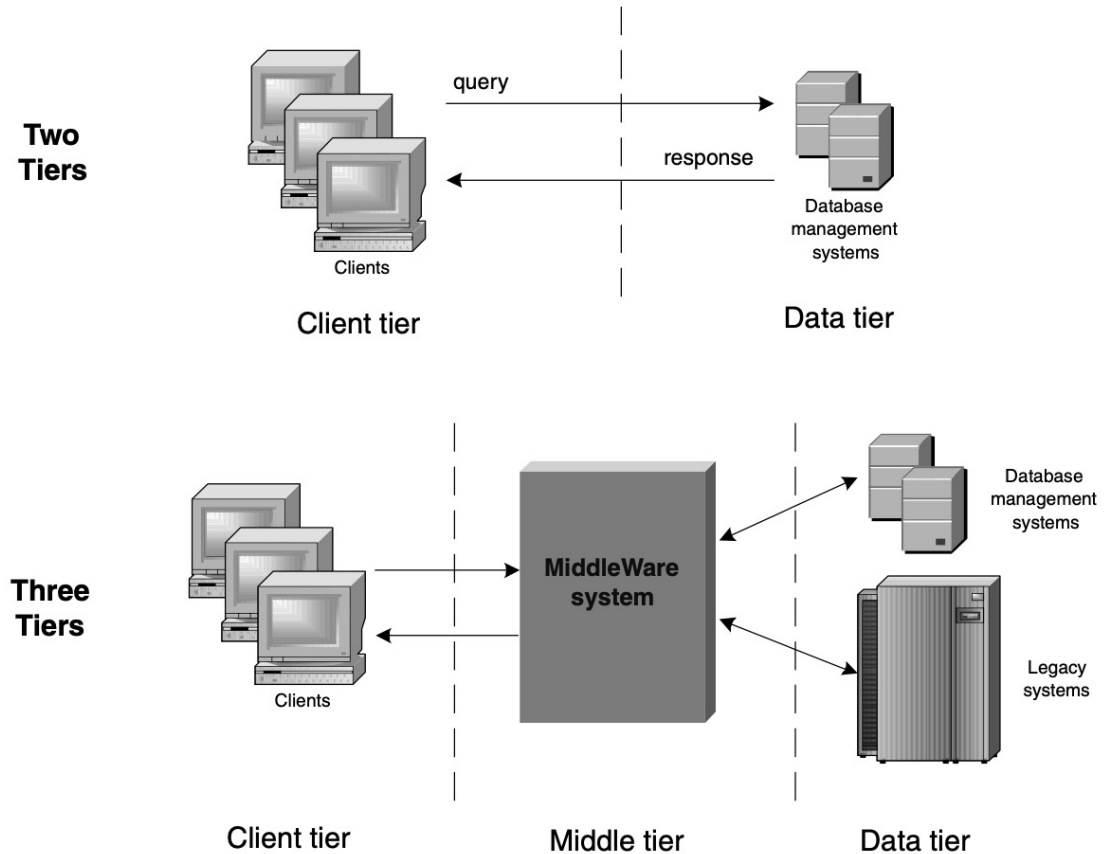 Two
Tiers
query
response
Clients
Database
management
systems
Client tier
Data tier
Three
Tiers
MiddleWare
system
Clients
Database
management
systems
Legacy
systems
Client tier
Middle tier
Data tier